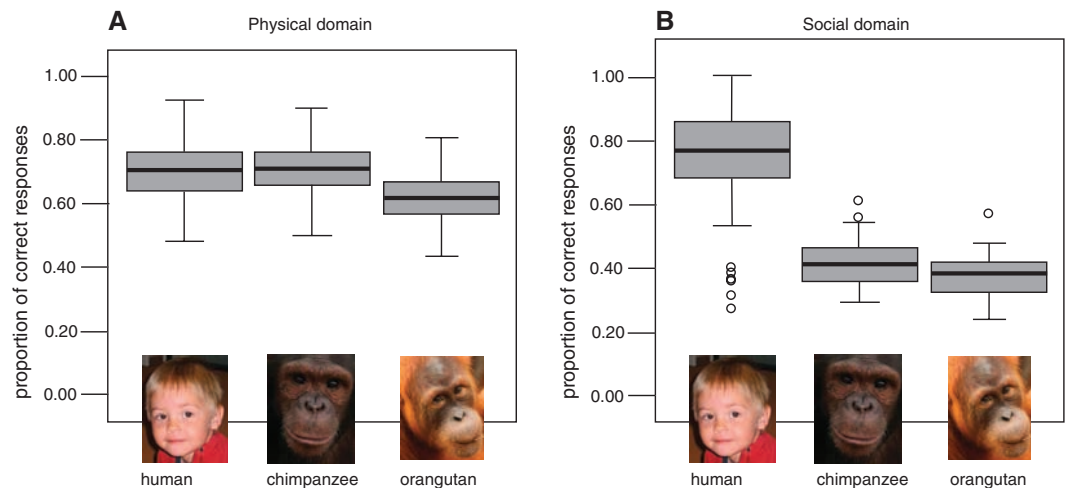 A
Physical domain
proportion of correct responses
1.00
0.80
0.60
0.40
0.20
0.00
human
chimpanzee
orangutan
B
Social domain
proportion of correct responses
1.00
0.80
0.60
0.40
0.20
0.00
human
chimpanzee
orangutan